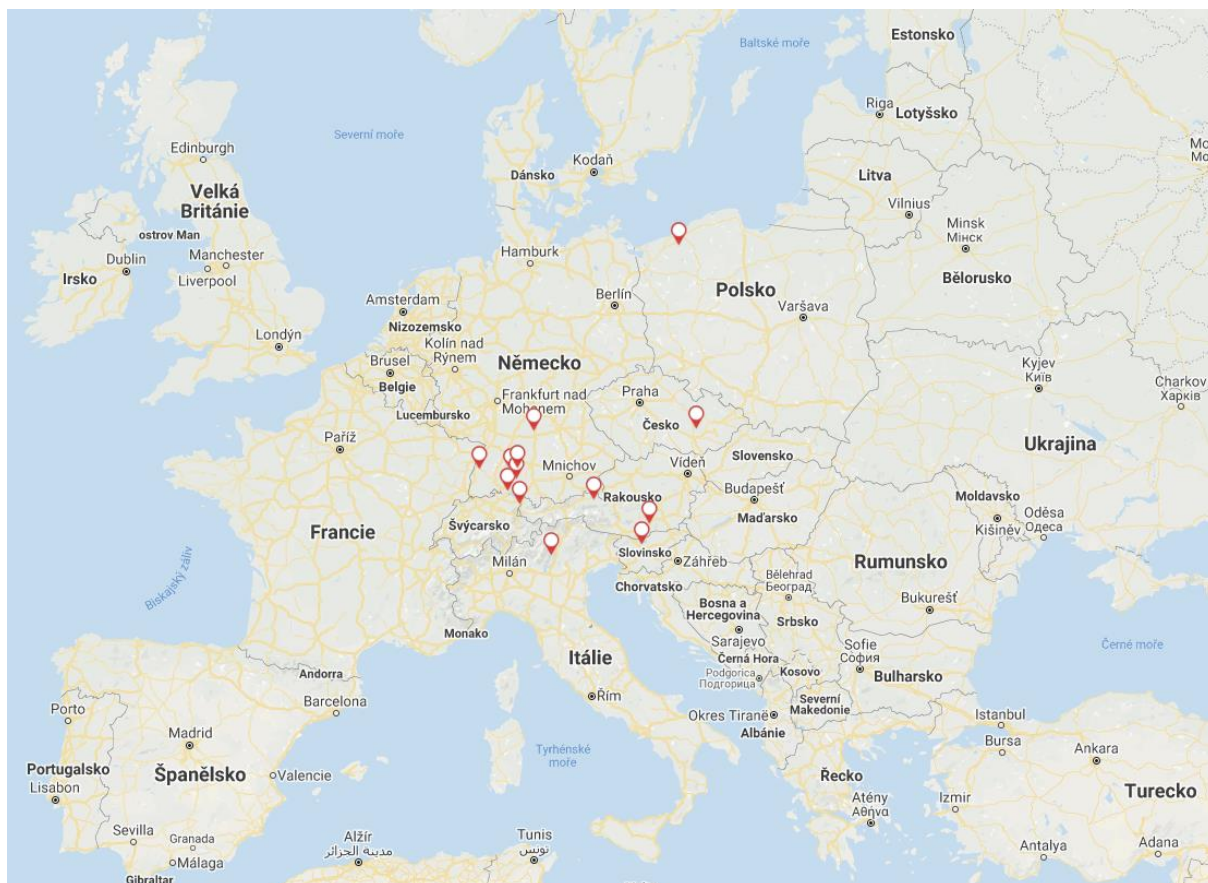 Estonsko
Baltské moře
Riga
Lotyšsko
Severní moře
Edinburgh
Kodaň
Dánsko
Litva
Velká
Británie
Vilnius
Minsk
Мінск
ostrov Man
Hamburk
Dublin
Manchester
Irsko
Liverpool
Bělorusko
Polsko
Berlín
Amsterdam
Varšava
Nizozemsko
Londýn
Kolín nad
Rýnem
Brusel
Belgie
Německo
Kyjev
Київ
Charkov
Харків
Praha
Frankfurt nad
Mohanem
Lucembursko
Česko
Ukrajina
Paříž
Slovensko
Vídeň
Mnichov
Rakousko
Budapešť
Moldavsko
Maďarsko
Oděsa
Одеса
Kišiněv
Francie
Švýcarsko
Slovinsko
Záhřeb
Rumunsko
Milán
Chorvatsko
Bělehrad
Београд
Biskajský záliv
Bosna a
Hercegovina
Bukurešť
Srbsko
Monako
Sarajevo
Sofie
София
Černé moře
Itálie
Černá Hora
Kosovo
Andorra
Podgorica
Подгорица
Bulharsko
Řím
Severní
Makedonie
Barcelona
Porto
Okres Tirané
Istanbul
Albánie
Madrid
Bursa
Ankara
Tyrhénské
moře
Portugalsko
Španělsko
Valencie
Řecko
Lisabon
Turecko
Atény
Αθήνα
Izmir
Sevilla
Granada
Alžír
مدينة الجزائر
Tunis
تونس
Antalya
Adana
Málaga
Gibraltar